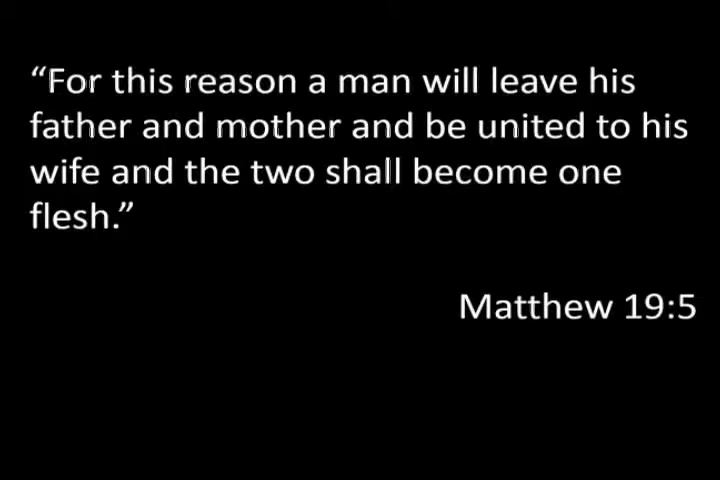 “For this reason a man will leave his
father and mother and be united to his
wife and the two shall become one
flesh.”
Matthew 19:5